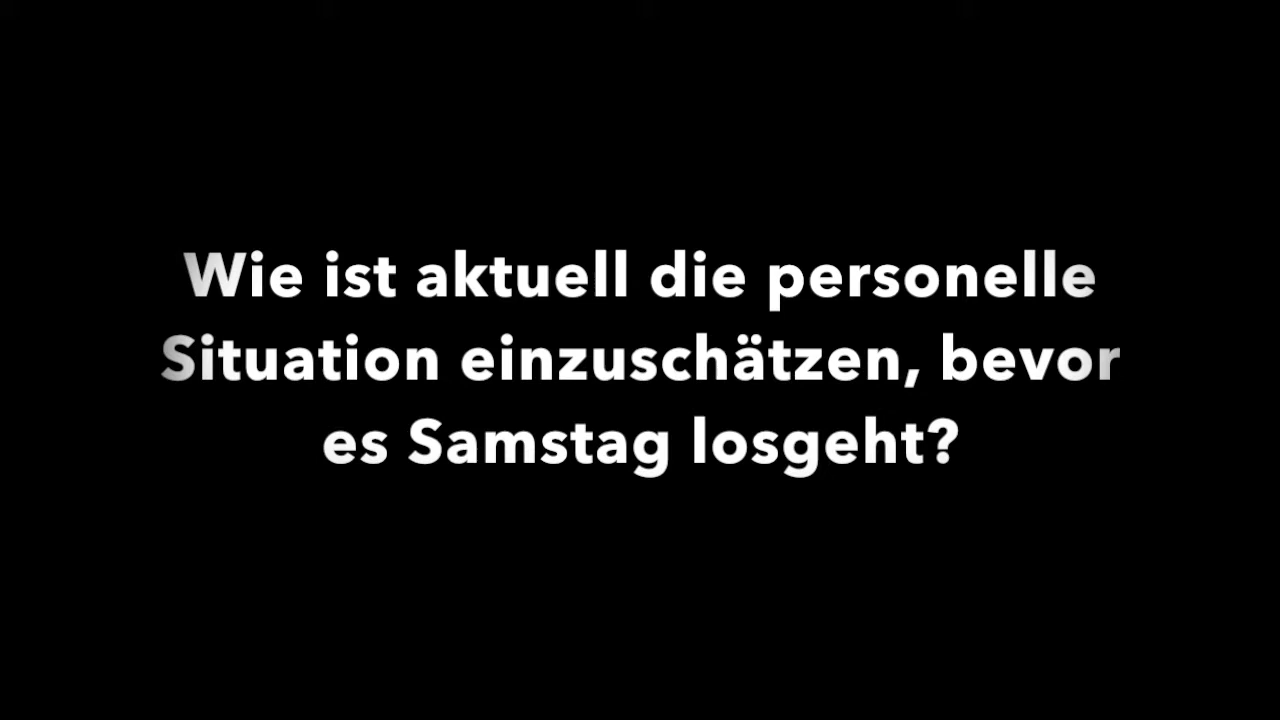 Wie ist aktuell die personelle
Situation einzuschätzen, bevor
es Samstag losgeht?